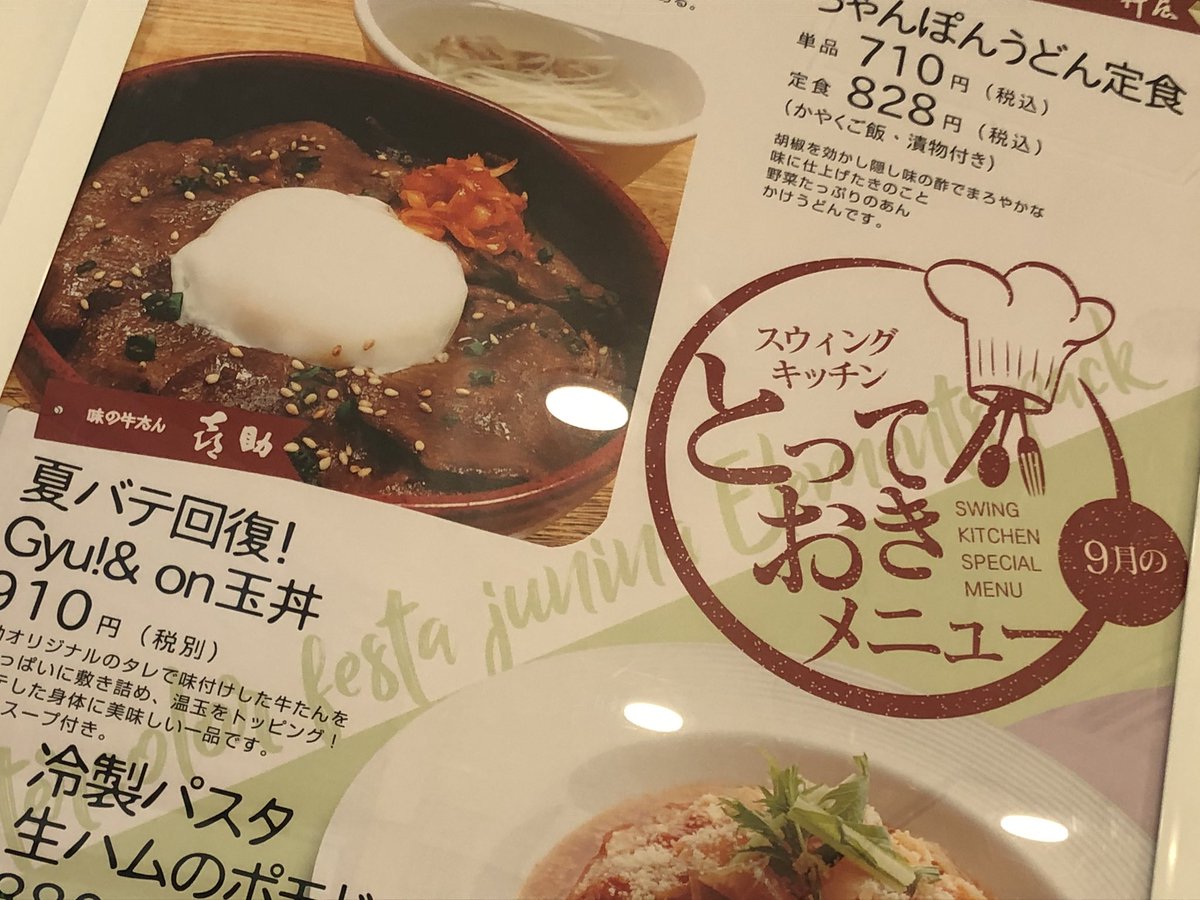 ちゃんぽんうどん定食
単品 710円（税込）
定食 828円（税込）
（かやくご飯、漬物付き）
胡椒を効かし隠し味の酢でまろやかな
味に仕上げたきのこと
野菜たっぷりのあん
かけうどんです。
スウィング
キッチン
とって
おき
メニュー
SWING
KITCHEN
SPECIAL
MENU
9月の
味の牛たん 喜助
夏バテ回復！
Gyu!& on玉丼
910円（税別）
オリジナルのタレで味付けした牛たんを
っぱいに敷き詰め、温玉をトッピング！
した身体に美味しい一品です。
スープ付き。
festa junina
冷製パスタ
生ハムのポモド